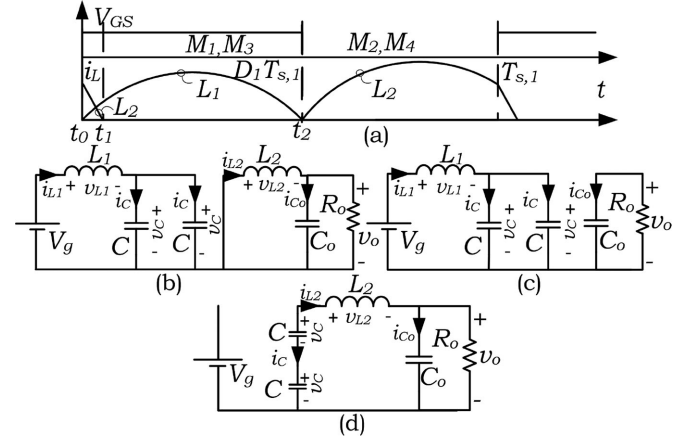 V_GS
M_1,M_3 M_2,M_4
i_L D_1T_s,1 T_s,1
L_2 L_1 L_2 t
t_0 t_1 t_2 (a)
L_1 i_L2 L_2 L_1
i_L1 + v_L1 - i_C i_C + v_L2 - i_Co R_o + i_L1 + v_L1 - i_C i_C i_Co R_o +
V_g C + v_C - C + v_C - C_o v_o - V_g C + v_C - C + v_C - C_o v_o -
(b) (c)
i_L2 L_2
C + v_C - + v_L2 - i_Co R_o +
V_g i_C C + v_C - C_o v_o -
(d)